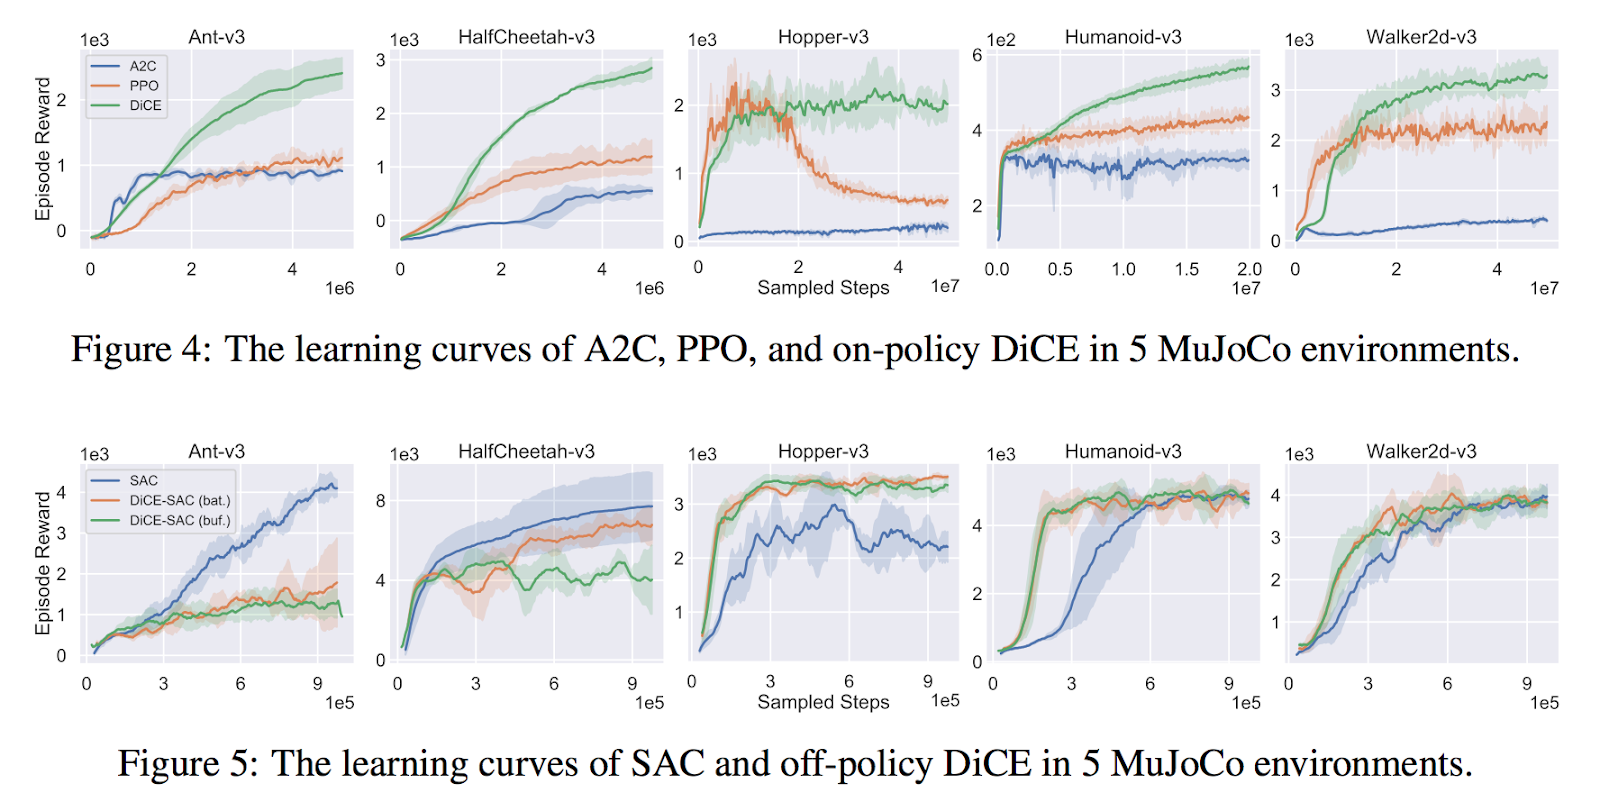 1e3 Ant-v3
A2C
PPO
DiCE
Episode Reward
2
1
0
0 2 4
1e6
1e3 HalfCheetah-v3
3
2
1
0
0 2 4
1e6
1e3 Hopper-v3
2
1
0
0 2 4
Sampled Steps 1e7
1e2 Humanoid-v3
6
4
2
0.0 0.5 1.0 1.5 2.0
1e7
1e3 Walker2d-v3
3
2
1
0
0 2 4
1e7
Figure 4: The learning curves of A2C, PPO, and on-policy DiCE in 5 MuJoCo environments.
1e3 Ant-v3
SAC
DiCE-SAC (bat.)
DiCE-SAC (buf.)
Episode Reward
4
3
2
1
0
0 3 6 9
1e5
1e3 HalfCheetah-v3
8
4
0
0 3 6 9
1e5
1e3 Hopper-v3
3
2
1
0 3 6 9
Sampled Steps 1e5
1e3 Humanoid-v3
4
2
0
0 3 6 9
1e5
1e3 Walker2d-v3
4
3
2
1
0 3 6 9
1e5
Figure 5: The learning curves of SAC and off-policy DiCE in 5 MuJoCo environments.